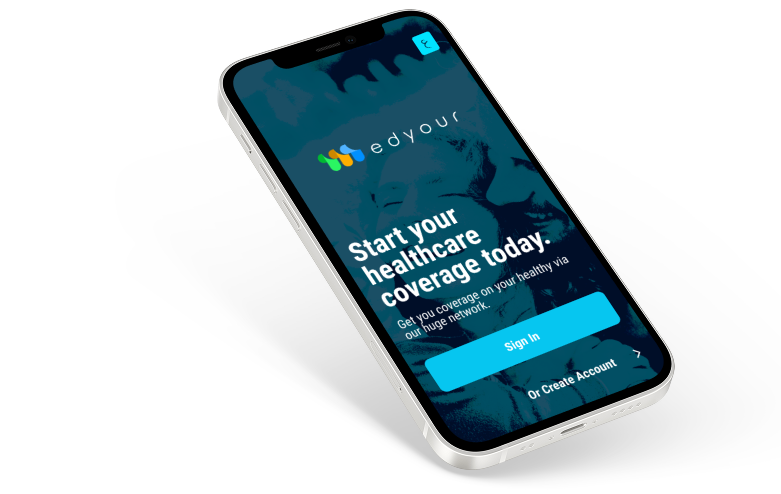 ع
edyour
Start your
healthcare
coverage today.
Get you coverage on your healthy via
our huge network.
Sign In
Or Create Account